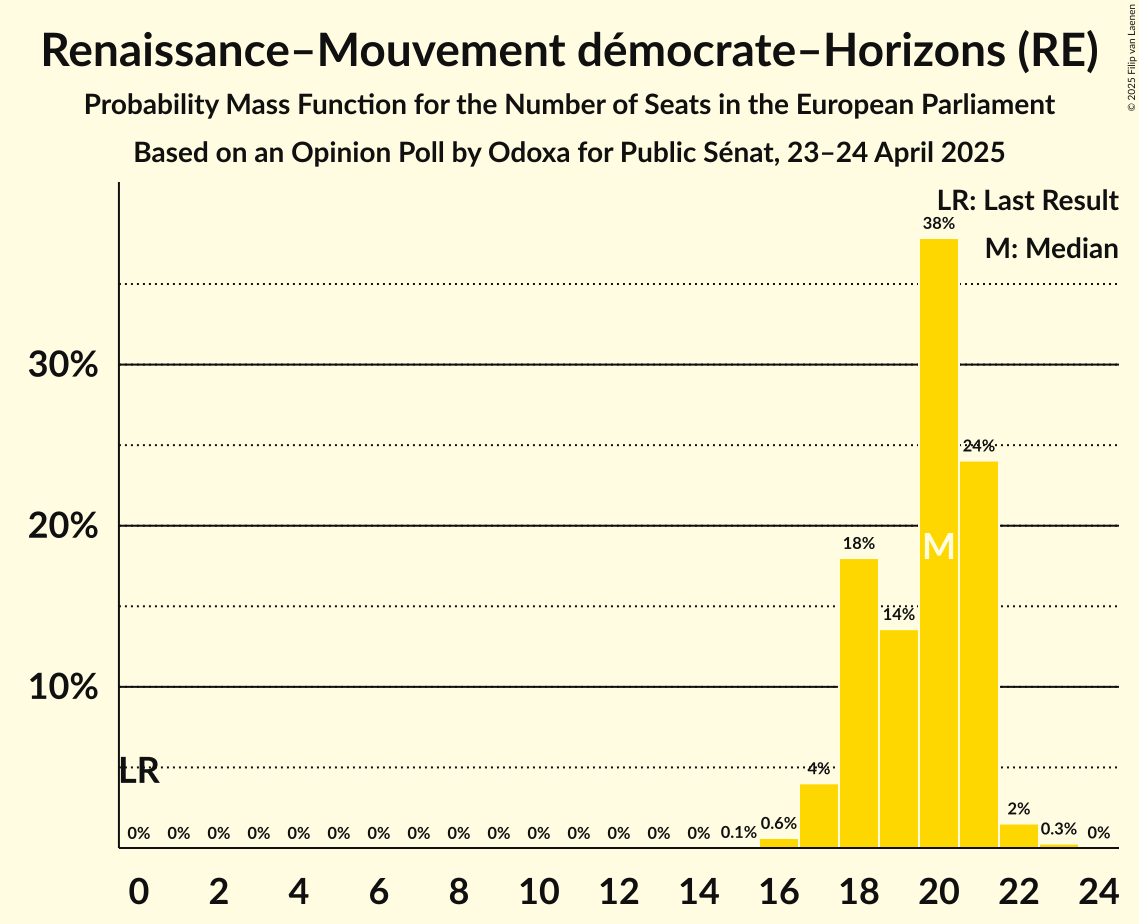 Renaissance–Mouvement démocrate–Horizons (RE)
Probability Mass Function for the Number of Seats in the European Parliament
Based on an Opinion Poll by Odoxa for Public Sénat, 23–24 April 2025
© 2025 Filip van Laenen
LR: Last Result
M: Median
38%
30%
24%
20%
M
18%
14%
10%
LR
4%
2%
0% 0% 0% 0% 0% 0% 0% 0% 0% 0% 0% 0% 0% 0% 0% 0.1% 0.6% 0.3% 0%
0 2 4 6 8 10 12 14 16 18 20 22 24